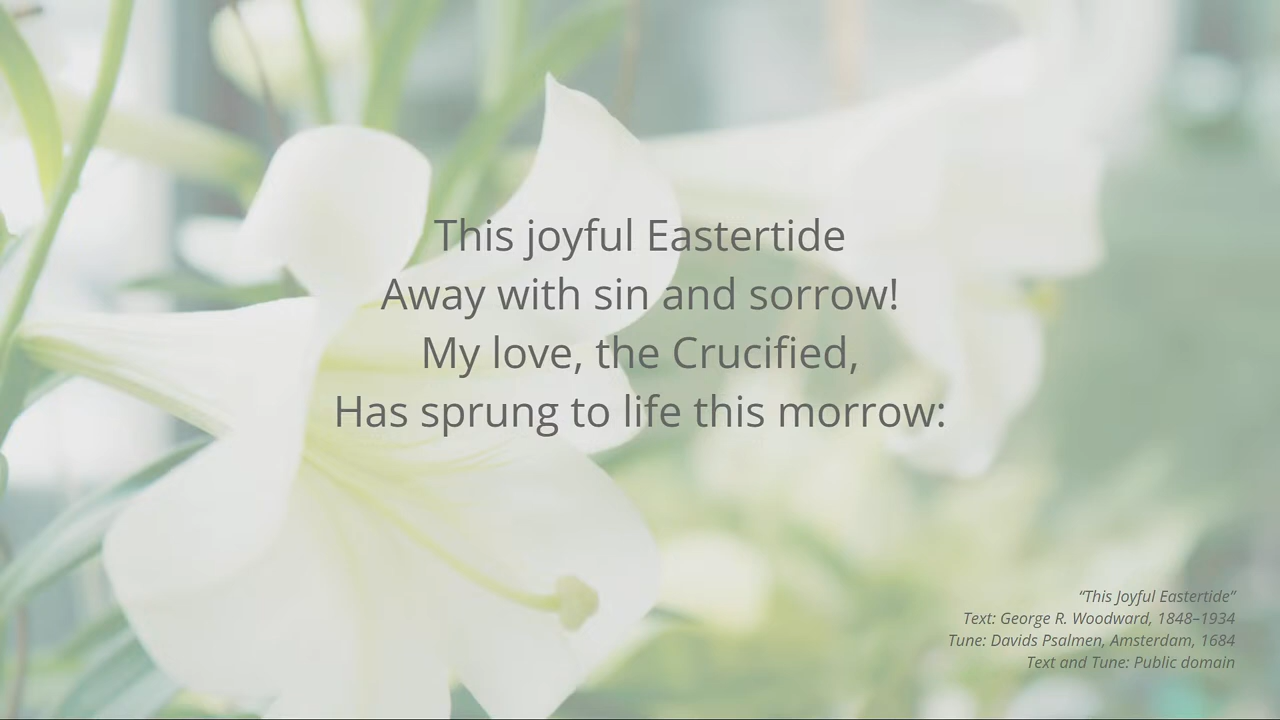 This joyful Eastertide
Away with sin and sorrow!
My love, the Crucified,
Has sprung to life this morrow:
“This Joyful Eastertide”
Text: George R. Woodward, 1848–1934
Tune: Davids Psalmen, Amsterdam, 1684
Text and Tune: Public domain